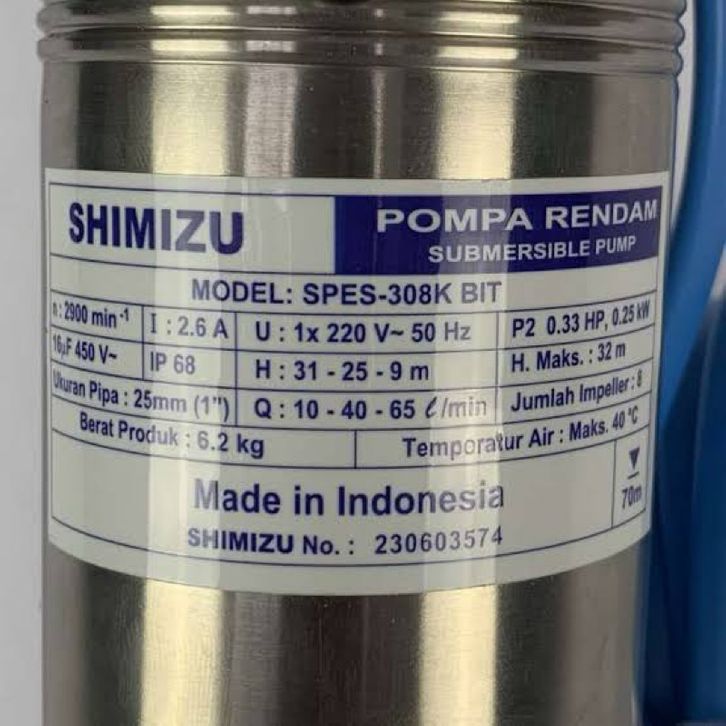 SHIMIZU
POMPA RENDAM
SUBMERSIBLE PUMP
MODEL: SPES-308K BIT
n : 2900 min⁻¹
I : 2.6 A
U : 1x 220 V~ 50 Hz
P2 0.33 HP, 0.25 kW
16µF 450 V~
IP 68
H : 31 - 25 - 9 m
H. Maks. : 32 m
Ukuran Pipa : 25mm (1")
Q : 10 - 40 - 65 ℓ/min
Jumlah Impeller : 8
Berat Produk : 6.2 kg
Temperatur Air : Maks. 40 °C
Made in Indonesia
70m
SHIMIZU No. : 230603574